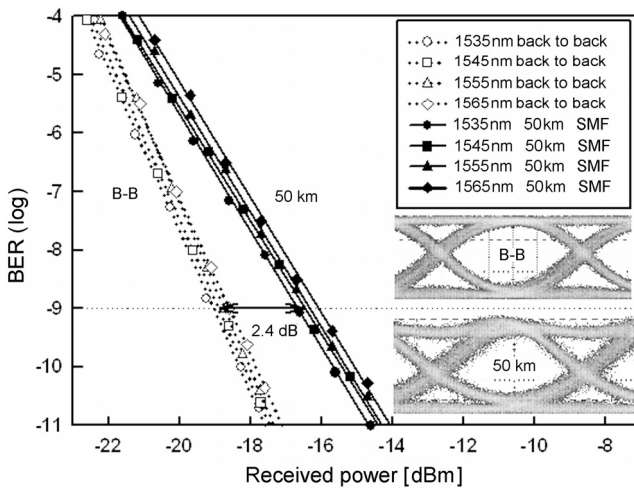 -4
-5
-6
-7
-8
-9
-10
-11
BER (log)
-22 -20 -18 -16 -14 -12 -10 -8
Received power [dBm]
B-B
50 km
2.4 dB
1535nm back to back
1545nm back to back
1555nm back to back
1565nm back to back
1535nm 50km SMF
1545nm 50km SMF
1555nm 50km SMF
1565nm 50km SMF
B-B
50 km